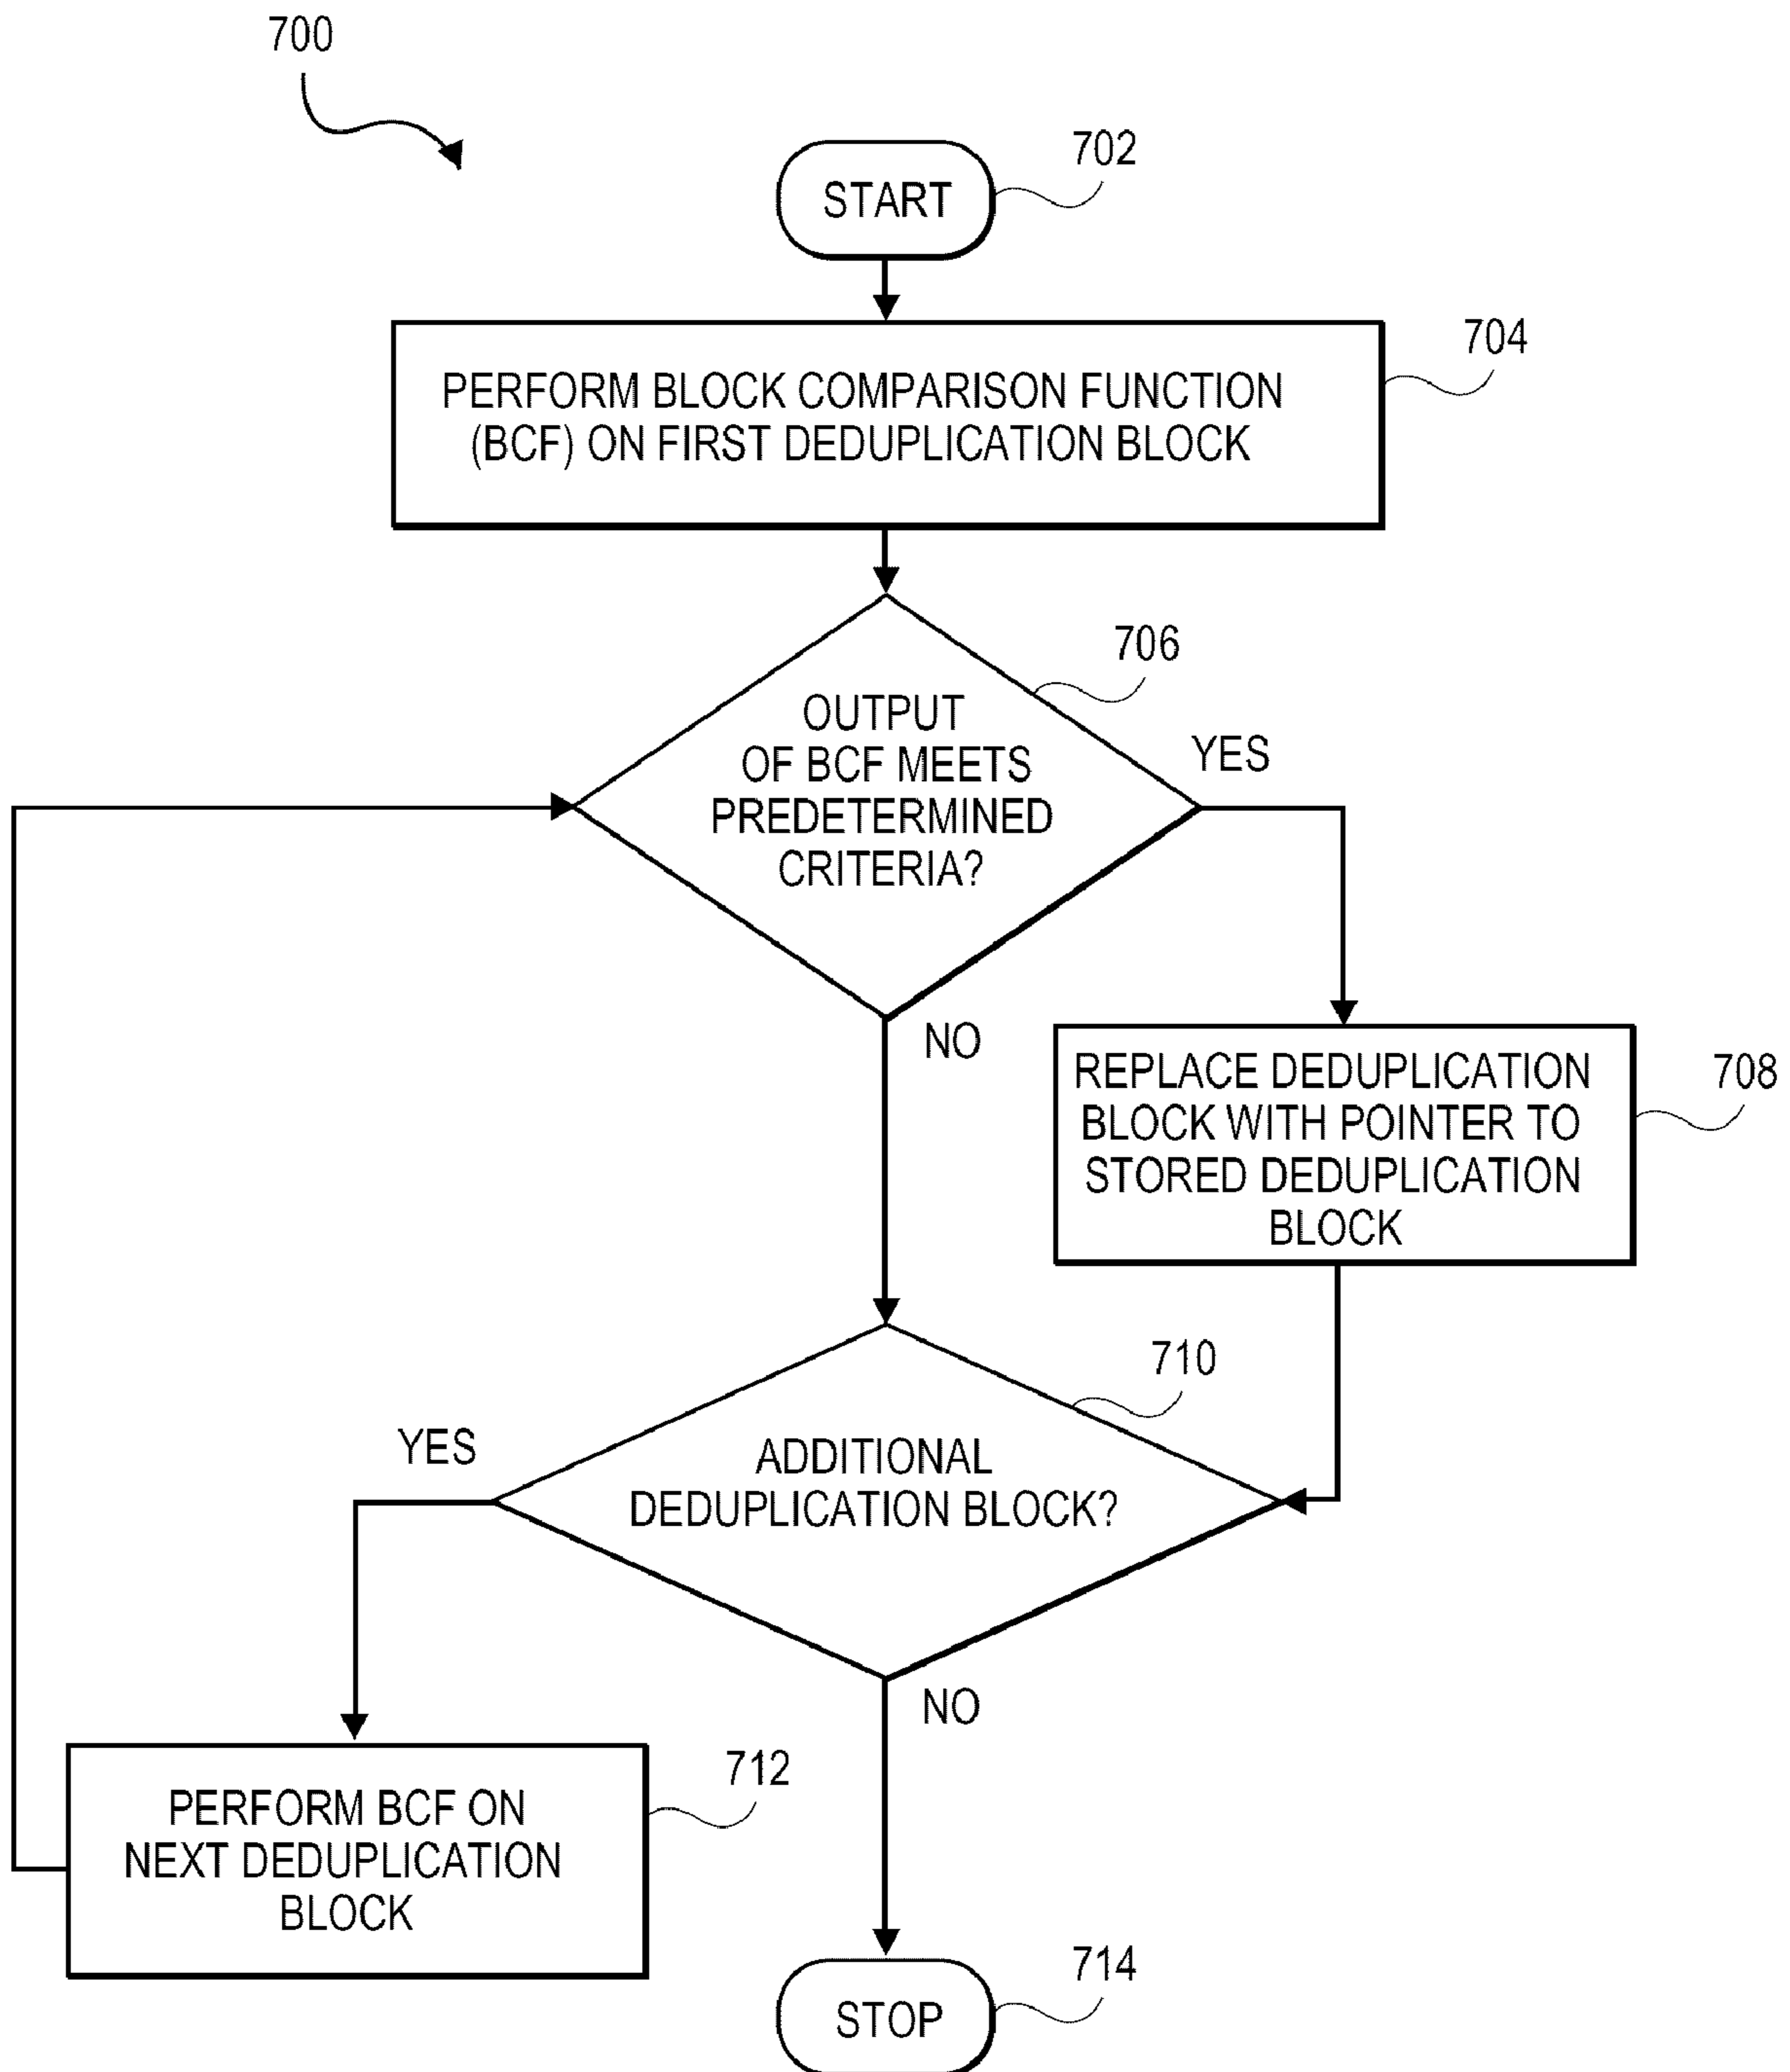 700
702
START
704
PERFORM BLOCK COMPARISON FUNCTION
(BCF) ON FIRST DEDUPLICATION BLOCK
706
OUTPUT
OF BCF MEETS
PREDETERMINED
CRITERIA?
YES
NO
708
REPLACE DEDUPLICATION
BLOCK WITH POINTER TO
STORED DEDUPLICATION
BLOCK
710
ADDITIONAL
DEDUPLICATION BLOCK?
YES
NO
712
PERFORM BCF ON
NEXT DEDUPLICATION
BLOCK
714
STOP